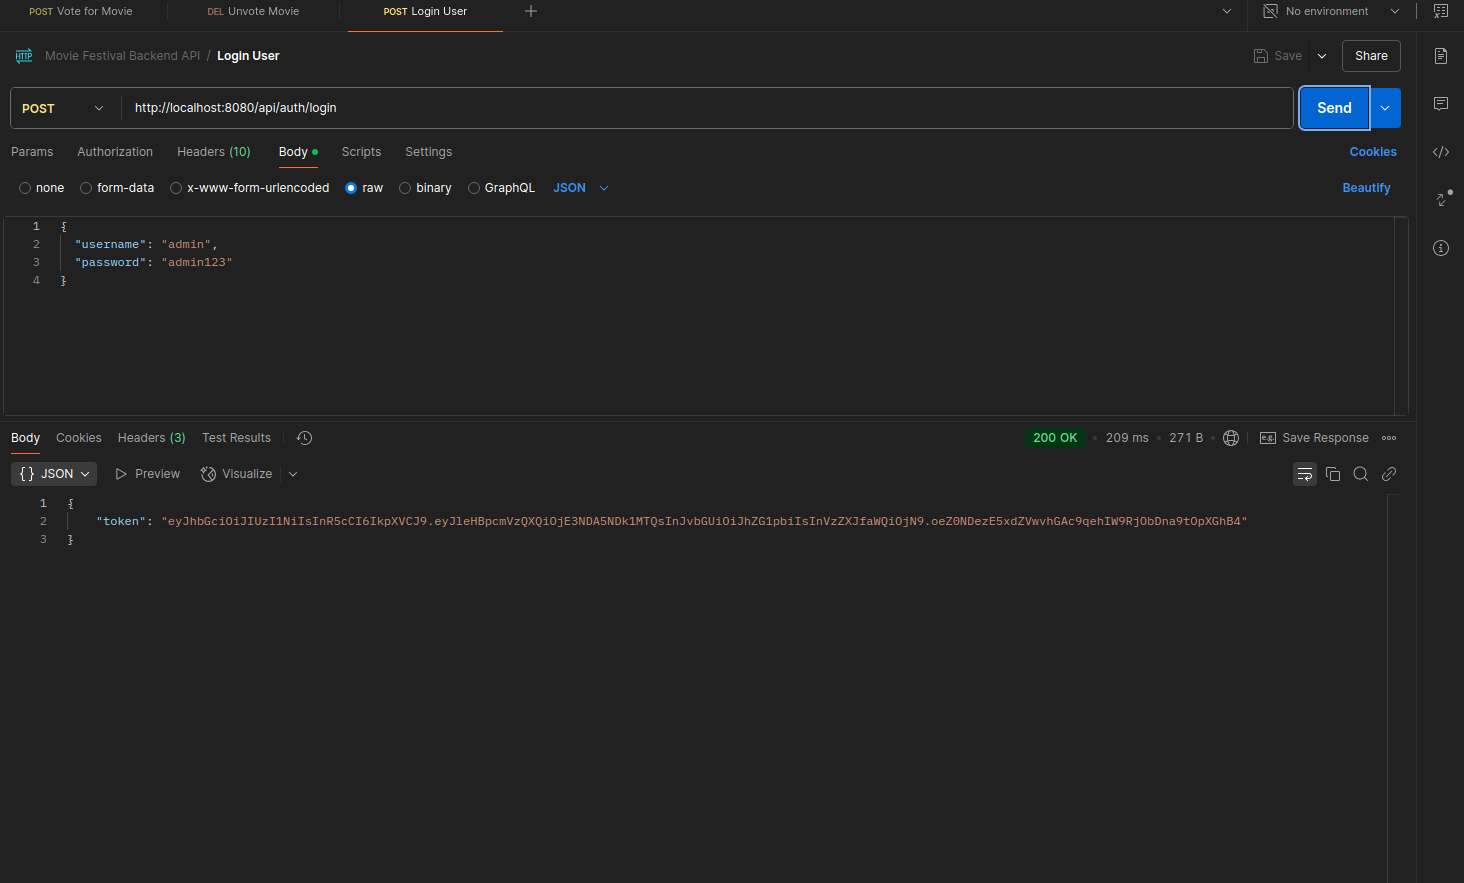 POST Vote for Movie DEL Unvote Movie POST Login User No environment
HTTP Movie Festival Backend API / Login User Save Share
POST http://localhost:8080/api/auth/login Send
Params Authorization Headers (10) Body Scripts Settings Cookies
none form-data x-www-form-urlencoded raw binary GraphQL JSON Beautify
1 {
2 "username": "admin",
3 "password": "admin123"
4 }
Body Cookies Headers (3) Test Results 200 OK • 209 ms • 271 B • e.g. Save Response
{} JSON Preview Visualize
1 {
2 "token": "eyJhbGciOiJIUzI1NiIsInR5cCI6IkpXVCJ9.eyJleHBpcmVzQXQiOjE3NDA5NDk1MTQsInJvbGUiOiJhZG1pbiIsInVzZXJfaWQiOjN9.oeZ0NDezE5xdZVwvhGAc9qehIW9RjObDna9tOpXGhB4"
3 }